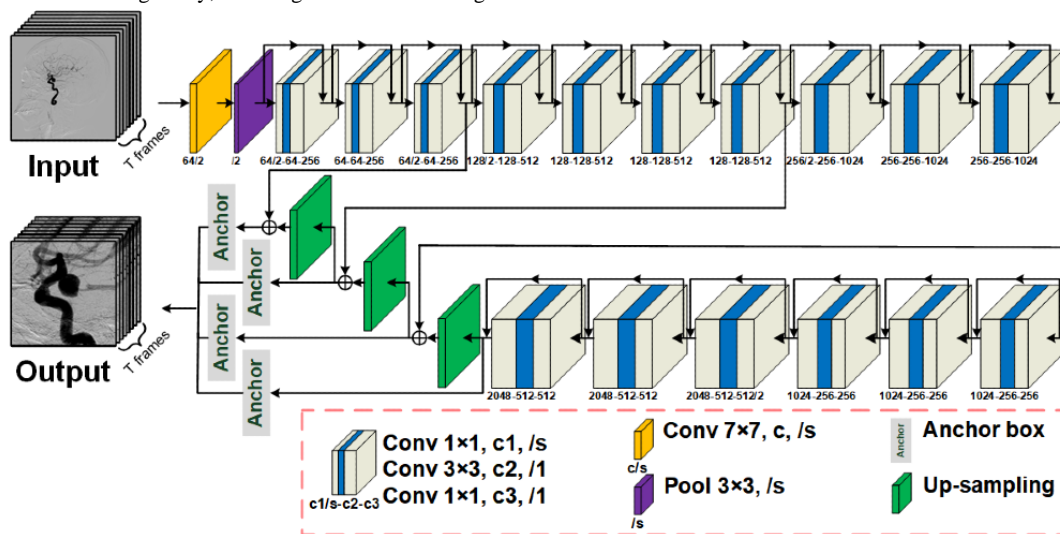 T frames
Input
64/2
/2
64/2-64-256
64-64-256
64/2-64-256
128/2-128-512
128-128-512
128-128-512
128-128-512
256/2-256-1024
256-256-1024
256-256-1024
Anchor
Anchor
Anchor
Anchor
T frames
Output
2048-512-512
2048-512-512
2048-512-512/2
1024-256-256
1024-256-256
1024-256-256
c1/s-c2-c3
Conv 1×1, c1, /s
Conv 3×3, c2, /1
Conv 1×1, c3, /1
c/s
Conv 7×7, c, /s
/s
Pool 3×3, /s
Anchor
Anchor box
Up-sampling